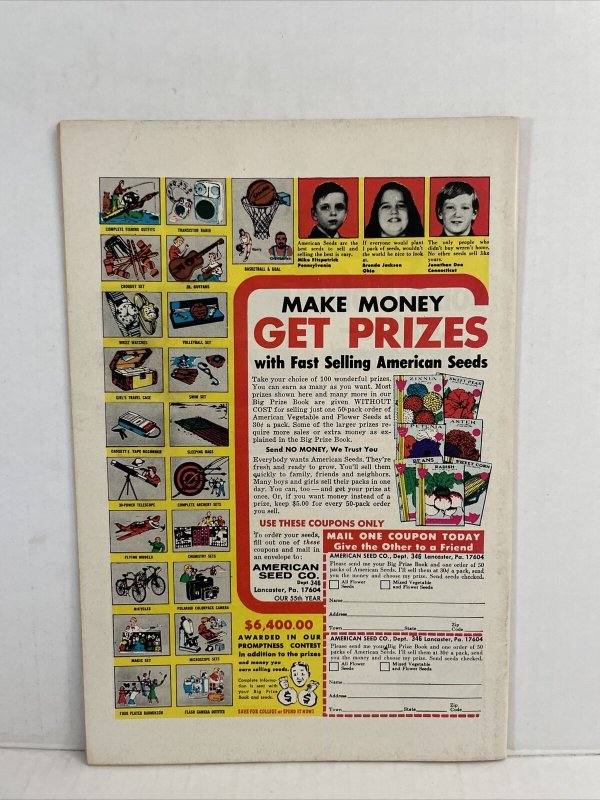 COMPLETE FISHING OUTFITS
TRANSISTOR RADIO
CROQUET SET
JR. GUITARS
BASKETBALL & GOAL
WRIST WATCHES
VOLLEYBALL SET
GIRL'S TRAVEL CASE
SWIM SET
CASSETTE TAPE RECORDER
SLEEPING BAGS
30-POWER TELESCOPE
COMPLETE ARCHERY SETS
FLYING MODELS
CHEMISTRY SETS
BICYCLES
POLAROID COLORPACK CAMERA
MAGIC SET
MICROSCOPE SETS
FOUR PLAYER BADMINTON
FLASH CAMERA OUTFITS
American Seeds are the
best seeds to sell and
selling the best is easy.
Mike Fitzpatrick
Pennsylvania
If everyone would plant
1 pack of seeds, wouldn't
the world be nice to look
at.
Brenda Jackson
Ohio
The only people who
didn't buy weren't home.
No other seeds sell like
yours.
Jonathan Dee
Connecticut
MAKE MONEY
GET PRIZES
with Fast Selling American Seeds
Take your choice of 100 wonderful prizes.
You can earn as many as you want. Most
prizes shown here and many more in our
Big Prize Book are given WITHOUT
COST for selling just one 50-pack order of
American Vegetable and Flower Seeds at
30¢ a pack. Some of the larger prizes re-
quire more sales or extra money as ex-
plained in the Big Prize Book.
Send NO MONEY, We Trust You
Everybody wants American Seeds. They're
fresh and ready to grow. You'll sell them
quickly to family, friends and neighbors.
Many boys and girls sell their packs in one
day. You can, too — and get your prize at
once. Or, if you want money instead of a
prize, keep $5.00 for every 50-pack order
you sell.
ZINNIA
SWEET PEAS
PETUNIA
ASTER
BEANS
RADISH
SWEET CORN
USE THESE COUPONS ONLY
To order your seeds,
fill out one of these
coupons and mail in
an envelope to:
AMERICAN
SEED CO.
Dept 346
Lancaster, Pa. 17604
OUR 55th YEAR
$6,400.00
AWARDED IN OUR
PROMPTNESS CONTEST
In addition to the prizes
and money you
earn selling seeds.
Complete informa-
tion is sent with
your Big Prize
Book and seeds.
SAVE FOR COLLEGE or SPEND IT NOW!
MAIL ONE COUPON TODAY
Give the Other to a Friend
AMERICAN SEED CO., Dept. 346 Lancaster, Pa. 17604
Please send me your Big Prize Book and one order of 50
packs of American Seeds. I'll sell them at 30¢ a pack, send
you the money and choose my prize. Send seeds checked.
All Flower Seeds
Mixed Vegetable and Flower Seeds
Name
Address
Town State Zip Code
AMERICAN SEED CO., Dept. 346 Lancaster, Pa. 17604
Please send me your Big Prize Book and one order of 50
packs of American Seeds. I'll sell them at 30¢ a pack, send
you the money and choose my prize. Send seeds checked.
All Flower Seeds
Mixed Vegetable and Flower Seeds
Name
Address
Town State Zip Code